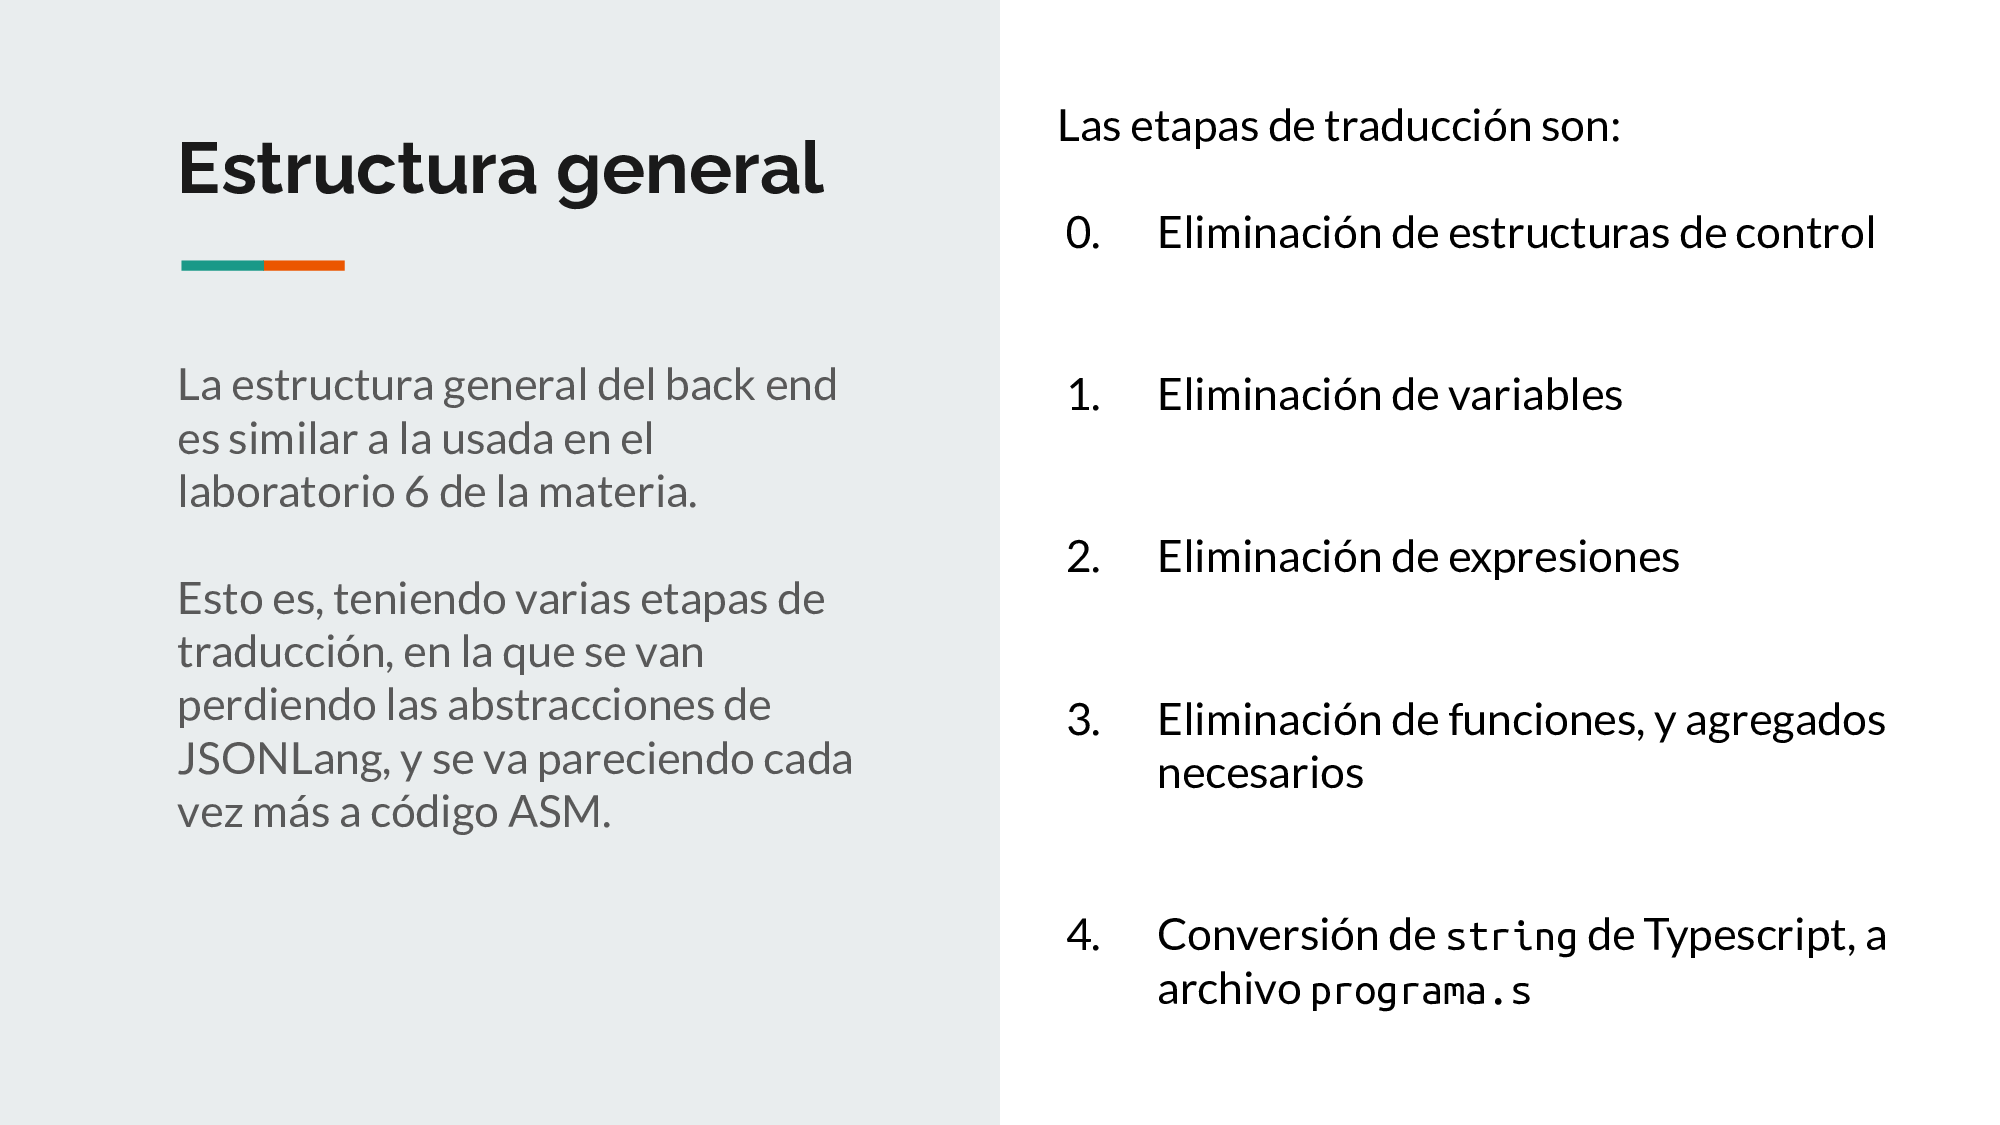 Estructura general
La estructura general del back end
es similar a la usada en el
laboratorio 6 de la materia.
Esto es, teniendo varias etapas de
traducción, en la que se van
perdiendo las abstracciones de
JSONLang, y se va pareciendo cada
vez más a código ASM.
Las etapas de traducción son:
0. Eliminación de estructuras de control
1. Eliminación de variables
2. Eliminación de expresiones
3. Eliminación de funciones, y agregados
necesarios
4. Conversión de string de Typescript, a
archivo programa.s